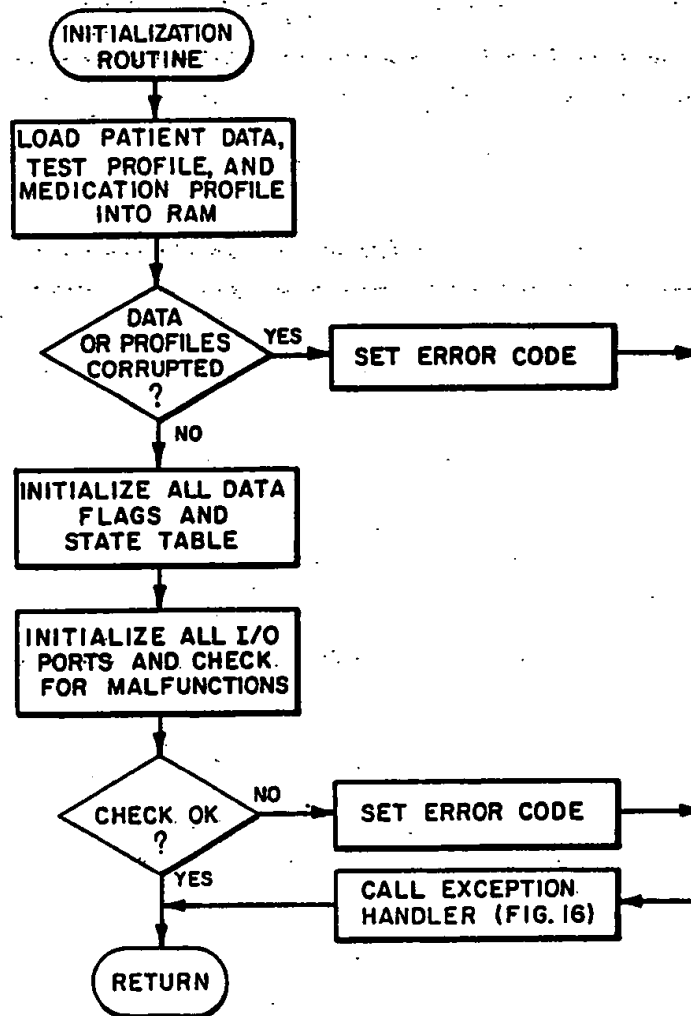 INITIALIZATION
ROUTINE
LOAD PATIENT DATA,
TEST PROFILE, AND
MEDICATION PROFILE
INTO RAM
DATA
OR PROFILES
CORRUPTED
?
YES
SET ERROR CODE
NO
INITIALIZE ALL DATA
FLAGS AND
STATE TABLE
INITIALIZE ALL I/O
PORTS AND CHECK
FOR MALFUNCTIONS
CHECK OK
?
NO
SET ERROR CODE
YES
CALL EXCEPTION
HANDLER (FIG. 16)
RETURN